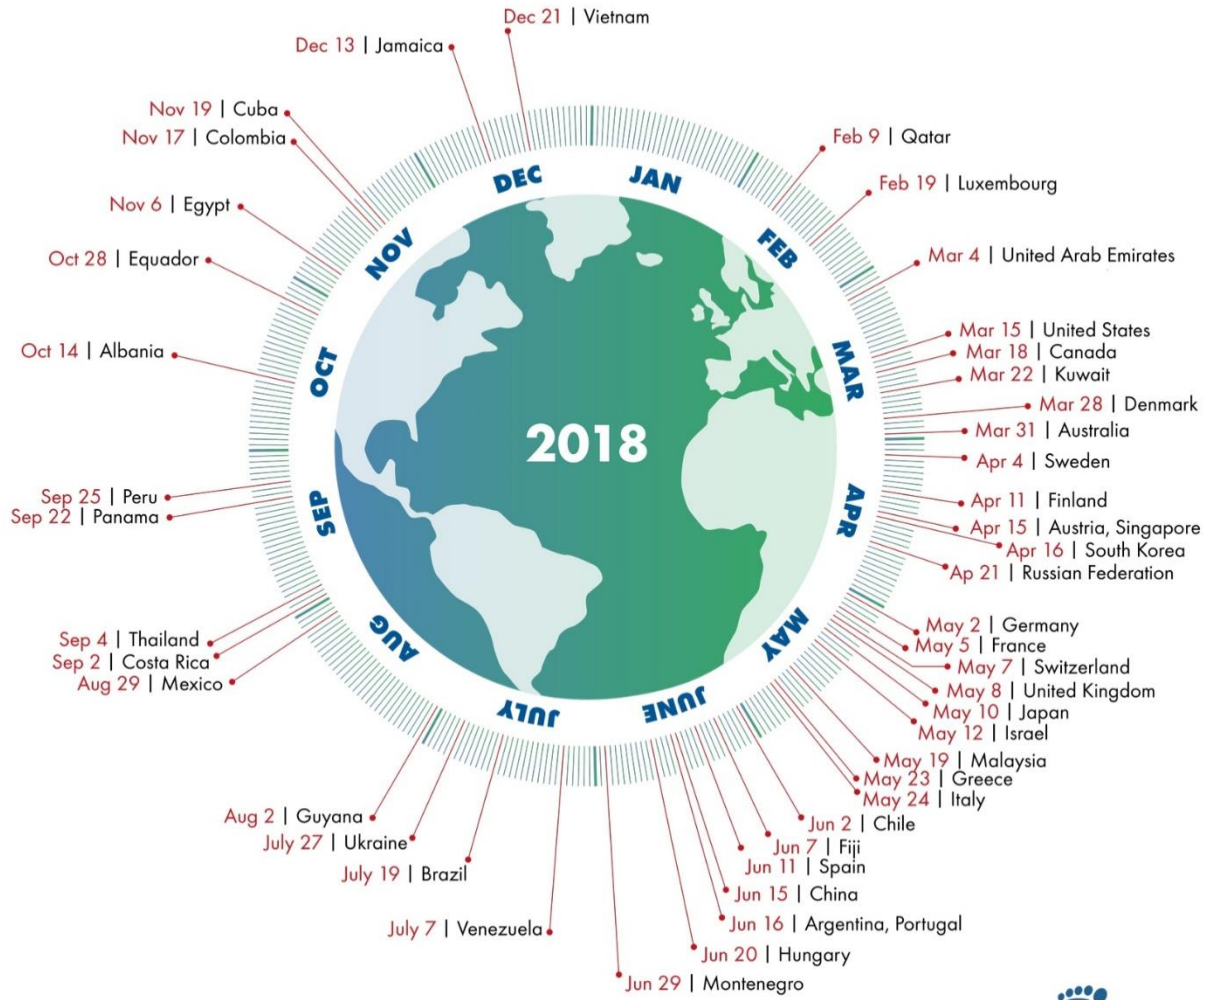 Dec 21 | Vietnam
Dec 13 | Jamaica
Nov 19 | Cuba
Nov 17 | Colombia
Nov 6 | Egypt
Oct 28 | Equador
Oct 14 | Albania
Sep 25 | Peru
Sep 22 | Panama
Sep 4 | Thailand
Sep 2 | Costa Rica
Aug 29 | Mexico
Aug 2 | Guyana
July 27 | Ukraine
July 19 | Brazil
July 7 | Venezuela
Feb 9 | Qatar
Feb 19 | Luxembourg
Mar 4 | United Arab Emirates
Mar 15 | United States
Mar 18 | Canada
Mar 22 | Kuwait
Mar 28 | Denmark
Mar 31 | Australia
Apr 4 | Sweden
Apr 11 | Finland
Apr 15 | Austria, Singapore
Apr 16 | South Korea
Ap 21 | Russian Federation
May 2 | Germany
May 5 | France
May 7 | Switzerland
May 8 | United Kingdom
May 10 | Japan
May 12 | Israel
May 19 | Malaysia
May 23 | Greece
May 24 | Italy
Jun 2 | Chile
Jun 7 | Fiji
Jun 11 | Spain
Jun 15 | China
Jun 16 | Argentina, Portugal
Jun 20 | Hungary
Jun 29 | Montenegro
JAN
FEB
MAR
APR
MAY
JUNE
JULY
AUG
SEP
OCT
NOV
DEC
2018